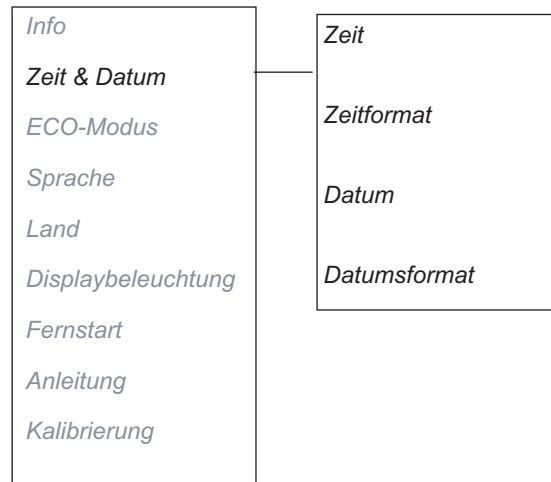 Info
Zeit & Datum
ECO-Modus
Sprache
Land
Displaybeleuchtung
Fernstart
Anleitung
Kalibrierung
Zeit
Zeitformat
Datum
Datumsformat